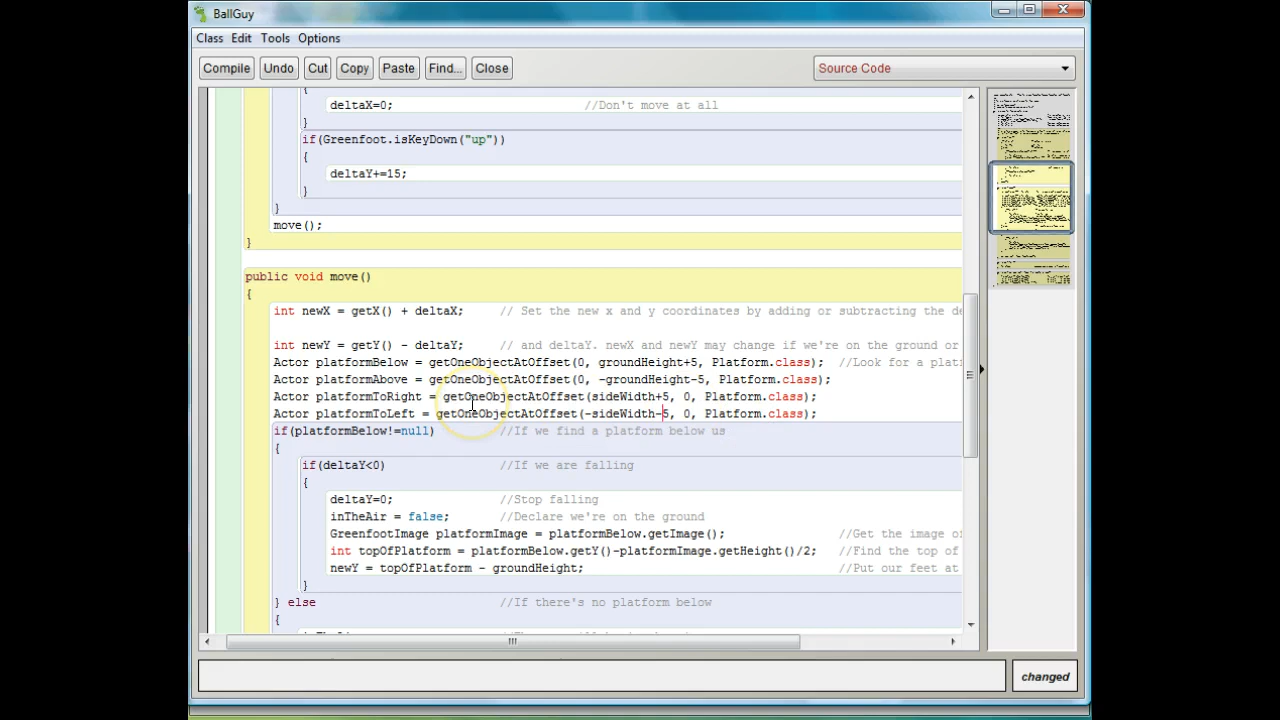 BallGuy
Class Edit Tools Options
Compile Undo Cut Copy Paste Find... Close Source Code
{
deltaX=0; //Don't move at all
}
if(Greenfoot.isKeyDown("up"))
{
deltaY+=15;
}
}
move();
}
public void move()
{
int newX = getX() + deltaX; // Set the new x and y coordinates by adding or subtracting the de
int newY = getY() - deltaY; // and deltaY. newX and newY may change if we're on the ground or
Actor platformBelow = getOneObjectAtOffset(0, groundHeight+5, Platform.class); //Look for a plat
Actor platformAbove = getOneObjectAtOffset(0, -groundHeight-5, Platform.class);
Actor platformToRight = getOneObjectAtOffset(sideWidth+5, 0, Platform.class);
Actor platformToLeft = getOneObjectAtOffset(-sideWidth-5, 0, Platform.class);
if(platformBelow!=null) //If we find a platform below us
{
if(deltaY<0) //If we are falling
{
deltaY=0; //Stop falling
inTheAir = false; //Declare we're on the ground
GreenfootImage platformImage = platformBelow.getImage(); //Get the image of
int topOfPlatform = platformBelow.getY()-platformImage.getHeight()/2; //Find the top of
newY = topOfPlatform - groundHeight; //Put our feet at
}
} else //If there's no platform below
{
changed